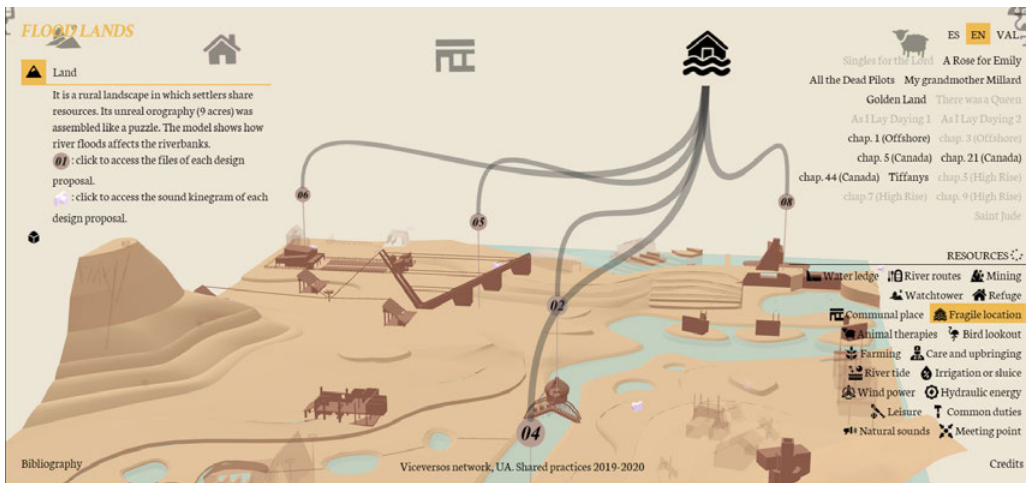 FLOOD LANDS
Land
It is a rural landscape in which settlers share
resources. Its unreal orography (9 acres) was
assembled like a puzzle. The model shows how
river floods affects the riverbanks.
01 : click to access the files of each design
proposal.
: click to access the sound kinegram of each
design proposal.
06
05
08
02
04
ES EN VAL
Singles for the Lord A Rose for Emily
All the Dead Pilots My grandmother Millard
Golden Land There was a Queen
As I Lay Daying 1 As I Lay Daying 2
chap. 1 (Offshore) chap. 3 (Offshore)
chap. 5 (Canada) chap. 21 (Canada)
chap. 44 (Canada) Tiffanys chap.5 (High Rise)
chap 7 (High Rise) chap. 9 (High Rise)
Saint Jude
RESOURCES
Water ledge River routes Mining
Watchtower Refuge
Communal place Fragile location
Animal therapies Bird lookout
Farming Care and upbringing
River tide Irrigation or sluice
Wind power Hydraulic energy
Leisure Common duties
Natural sounds Meeting point
Bibliography
Viceversos network, UA. Shared practices 2019-2020
Credits